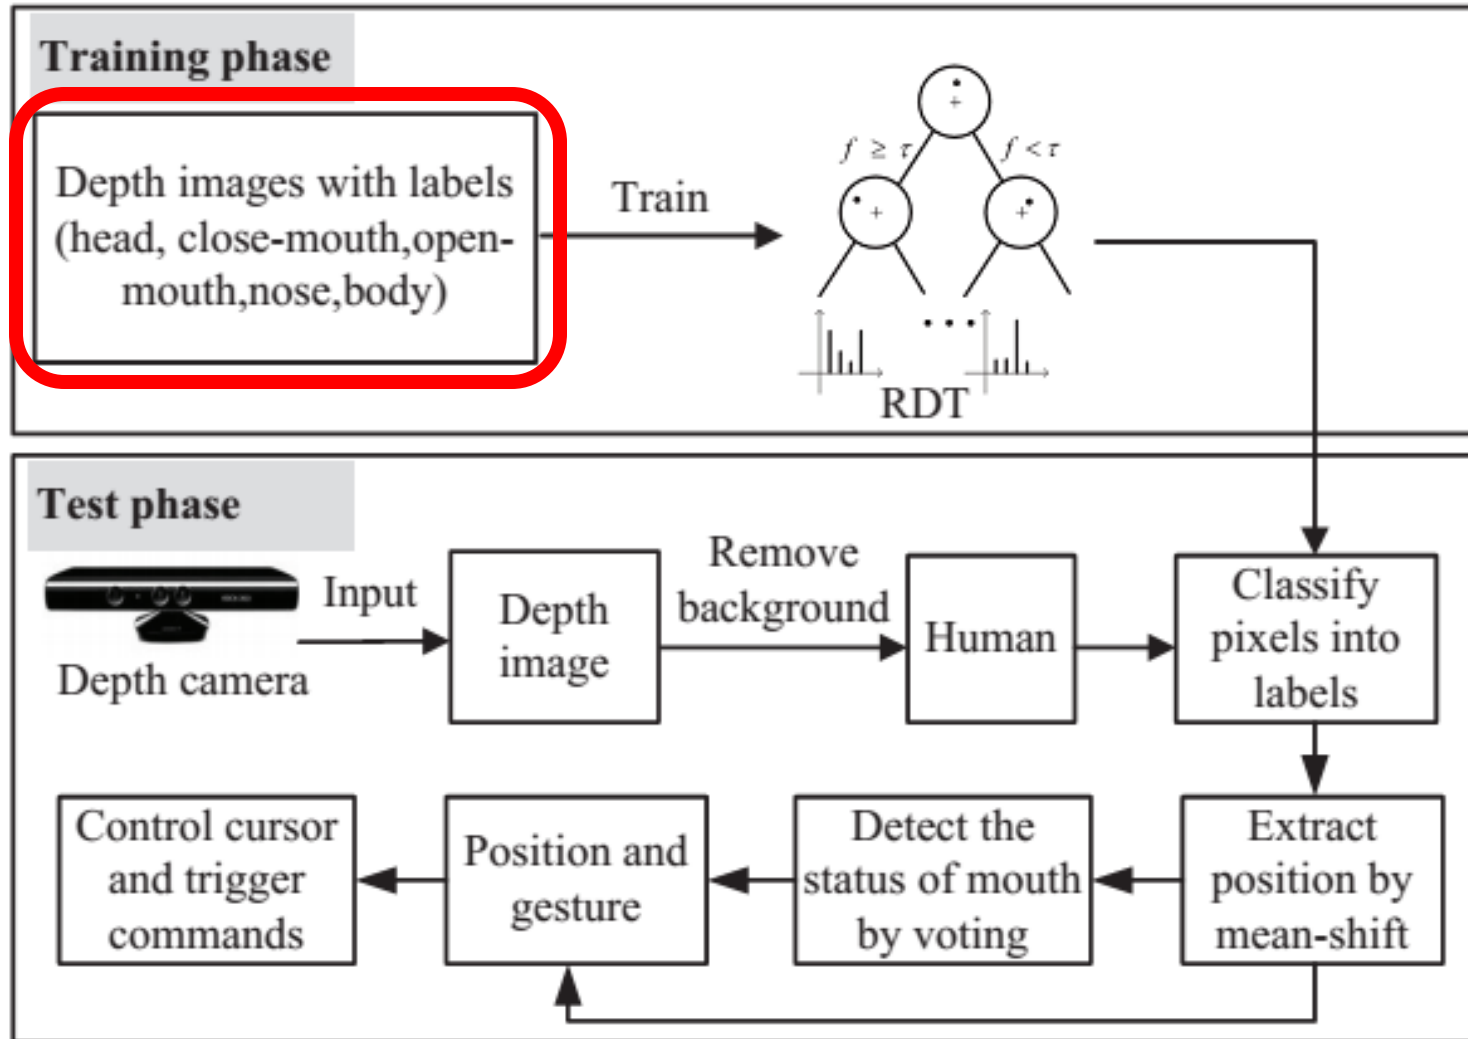 Training phase
Depth images with labels
(head, close-mouth,open-
mouth,nose,body)
Train
f ≥ τ
f < τ
RDT
Test phase
Depth camera
Input
Depth
image
Remove
background
Human
Classify
pixels into
labels
Extract
position by
mean-shift
Detect the
status of mouth
by voting
Position and
gesture
Control cursor
and trigger
commands